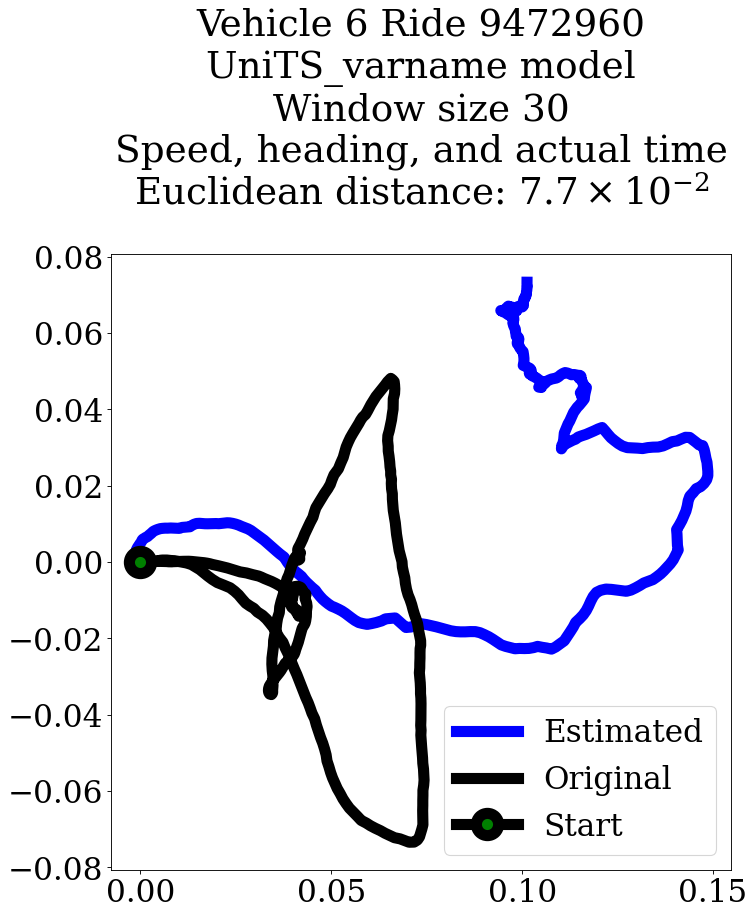 Vehicle 6 Ride 9472960
UniTS_varname model
Window size 30
Speed, heading, and actual time
Euclidean distance: 7.7 × 10⁻²
0.08
0.06
0.04
0.02
0.00
−0.02
−0.04
−0.06
−0.08
Estimated
Original
Start
0.00 0.05 0.10 0.15